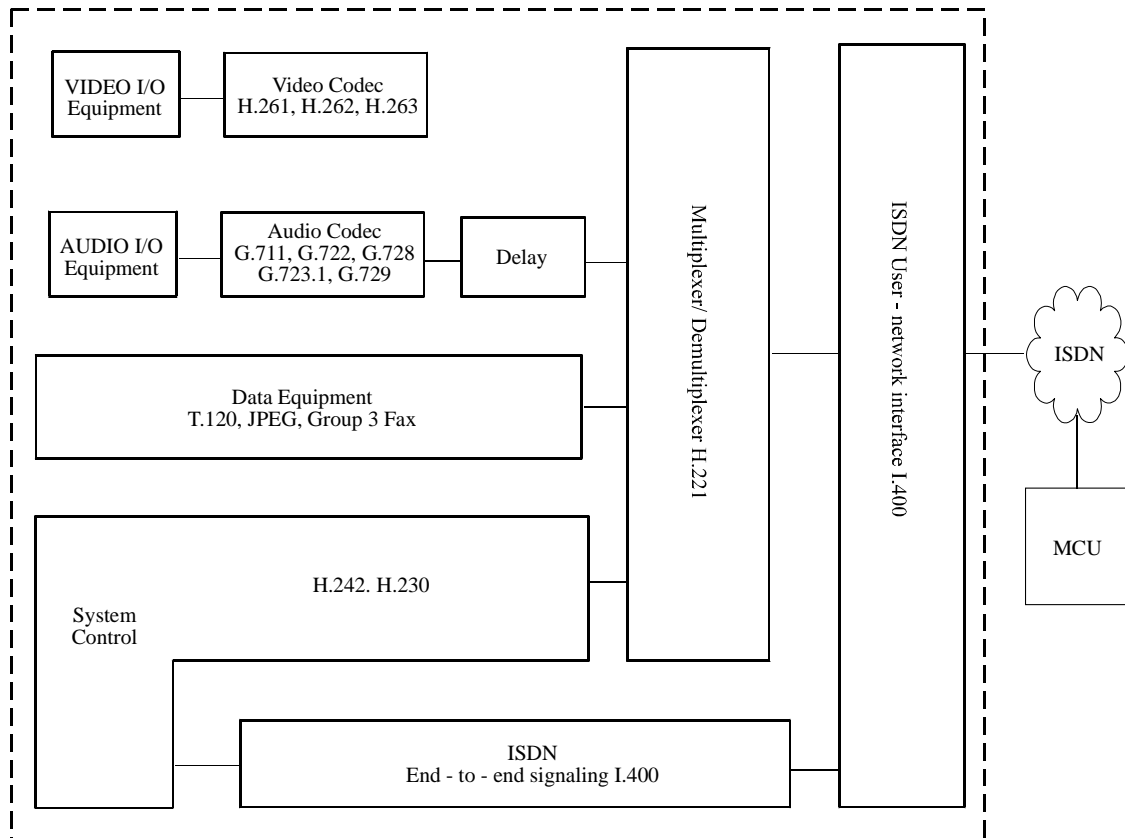 VIDEO I/O
Equipment
Video Codec
H.261, H.262, H.263
AUDIO I/O
Equipment
Audio Codec
G.711, G.722, G.728
G.723.1, G.729
Delay
Data Equipment
T.120, JPEG, Group 3 Fax
System
Control
H.242. H.230
ISDN
End - to - end signaling I.400
Multiplexer/ Demultiplexer H.221
ISDN User - network interface I.400
ISDN
MCU